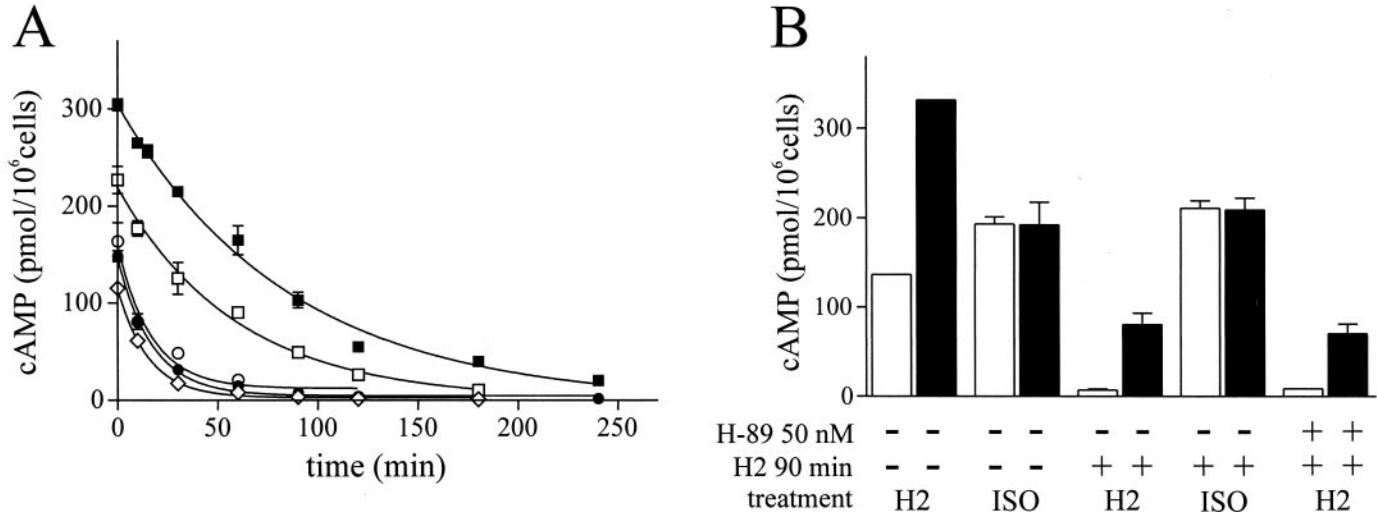 A
cAMP (pmol/10⁶cells)
300
200
100
0
0 50 100 150 200 250
time (min)
B
cAMP (pmol/10⁶cells)
300
200
100
0
H-89 50 nM - - - - - - - - + +
H2 90 min - - - - + + + + + +
treatment H2 ISO H2 ISO H2